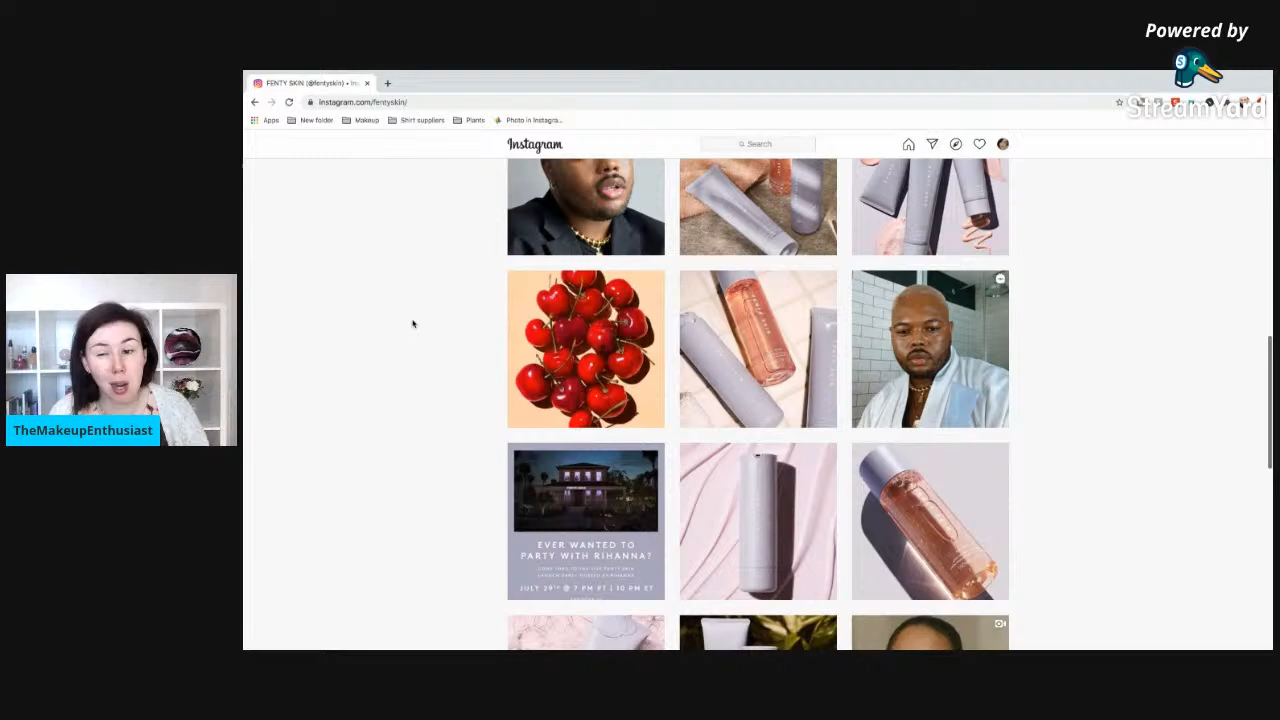 Powered by
StreamYard
FENTY SKIN (@fentyskin) • Ins
instagram.com/fentyskin/
Apps
New folder
Makeup
Shirt suppliers
Plants
Photo in Instagra...
Instagram
Search
EVER WANTED TO
PARTY WITH RIHANNA?
JULY 29TH @ 7 PM PT | 10 PM ET
TheMakeupEnthusiast